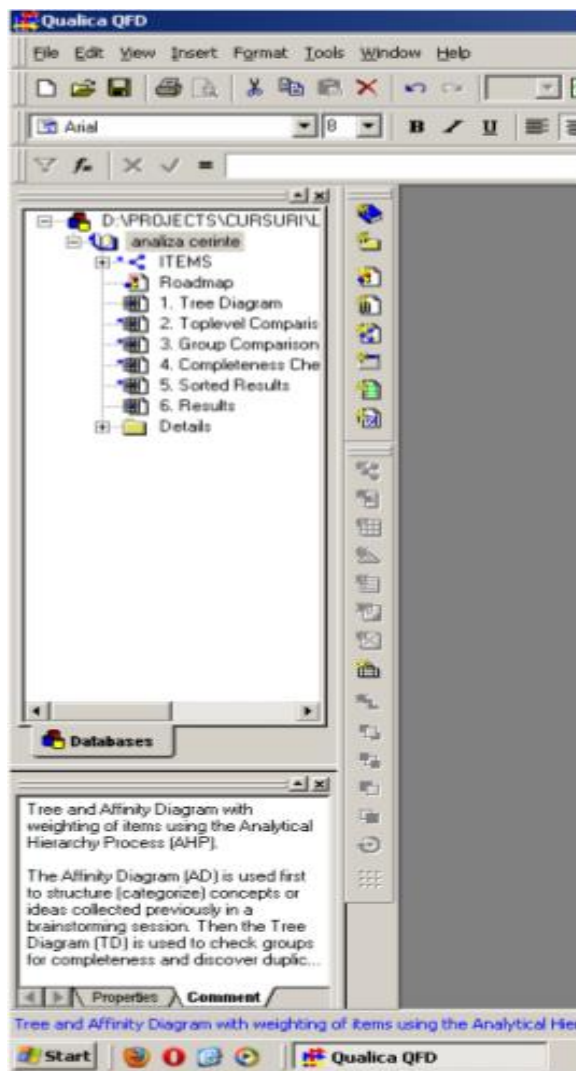 Qualica QFD
File Edit View Insert Format Tools Window Help
Arial 8 B I U
=
D:\PROJECTS\CURSURI\L
analiza cerinte
ITEMS
Roadmap
1. Tree Diagram
2. Toplevel Comparis
3. Group Comparison
4. Completeness Che
5. Sorted Results
6. Results
Details
Databases
Tree and Affinity Diagram with
weighting of items using the Analytical
Hierarchy Process (AHP).
The Affinity Diagram (AD) is used first
to structure (categorize) concepts or
ideas collected previously in a
brainstorming session. Then the Tree
Diagram (TD) is used to check groups
for completeness and discover duplic...
Properties Comment
Tree and Affinity Diagram with weighting of items using the Analytical Hie
Start Qualica QFD